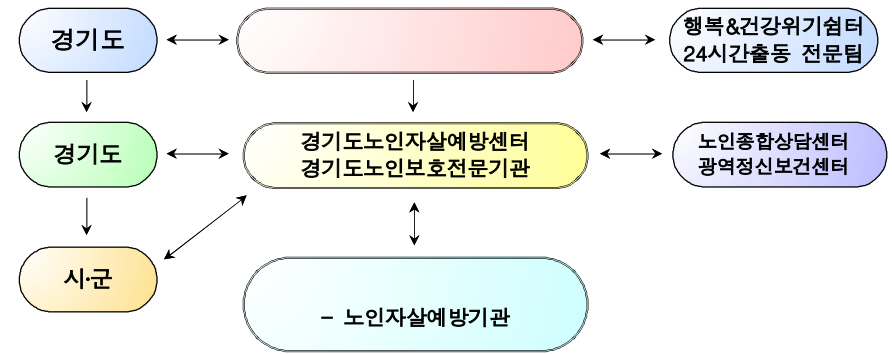 경기도
행복&건강위기쉼터
24시간출동 전문팀
경기도
경기도노인자살예방센터
경기도노인보호전문기관
노인종합상담센터
광역정신보건센터
시·군
- 노인자살예방기관